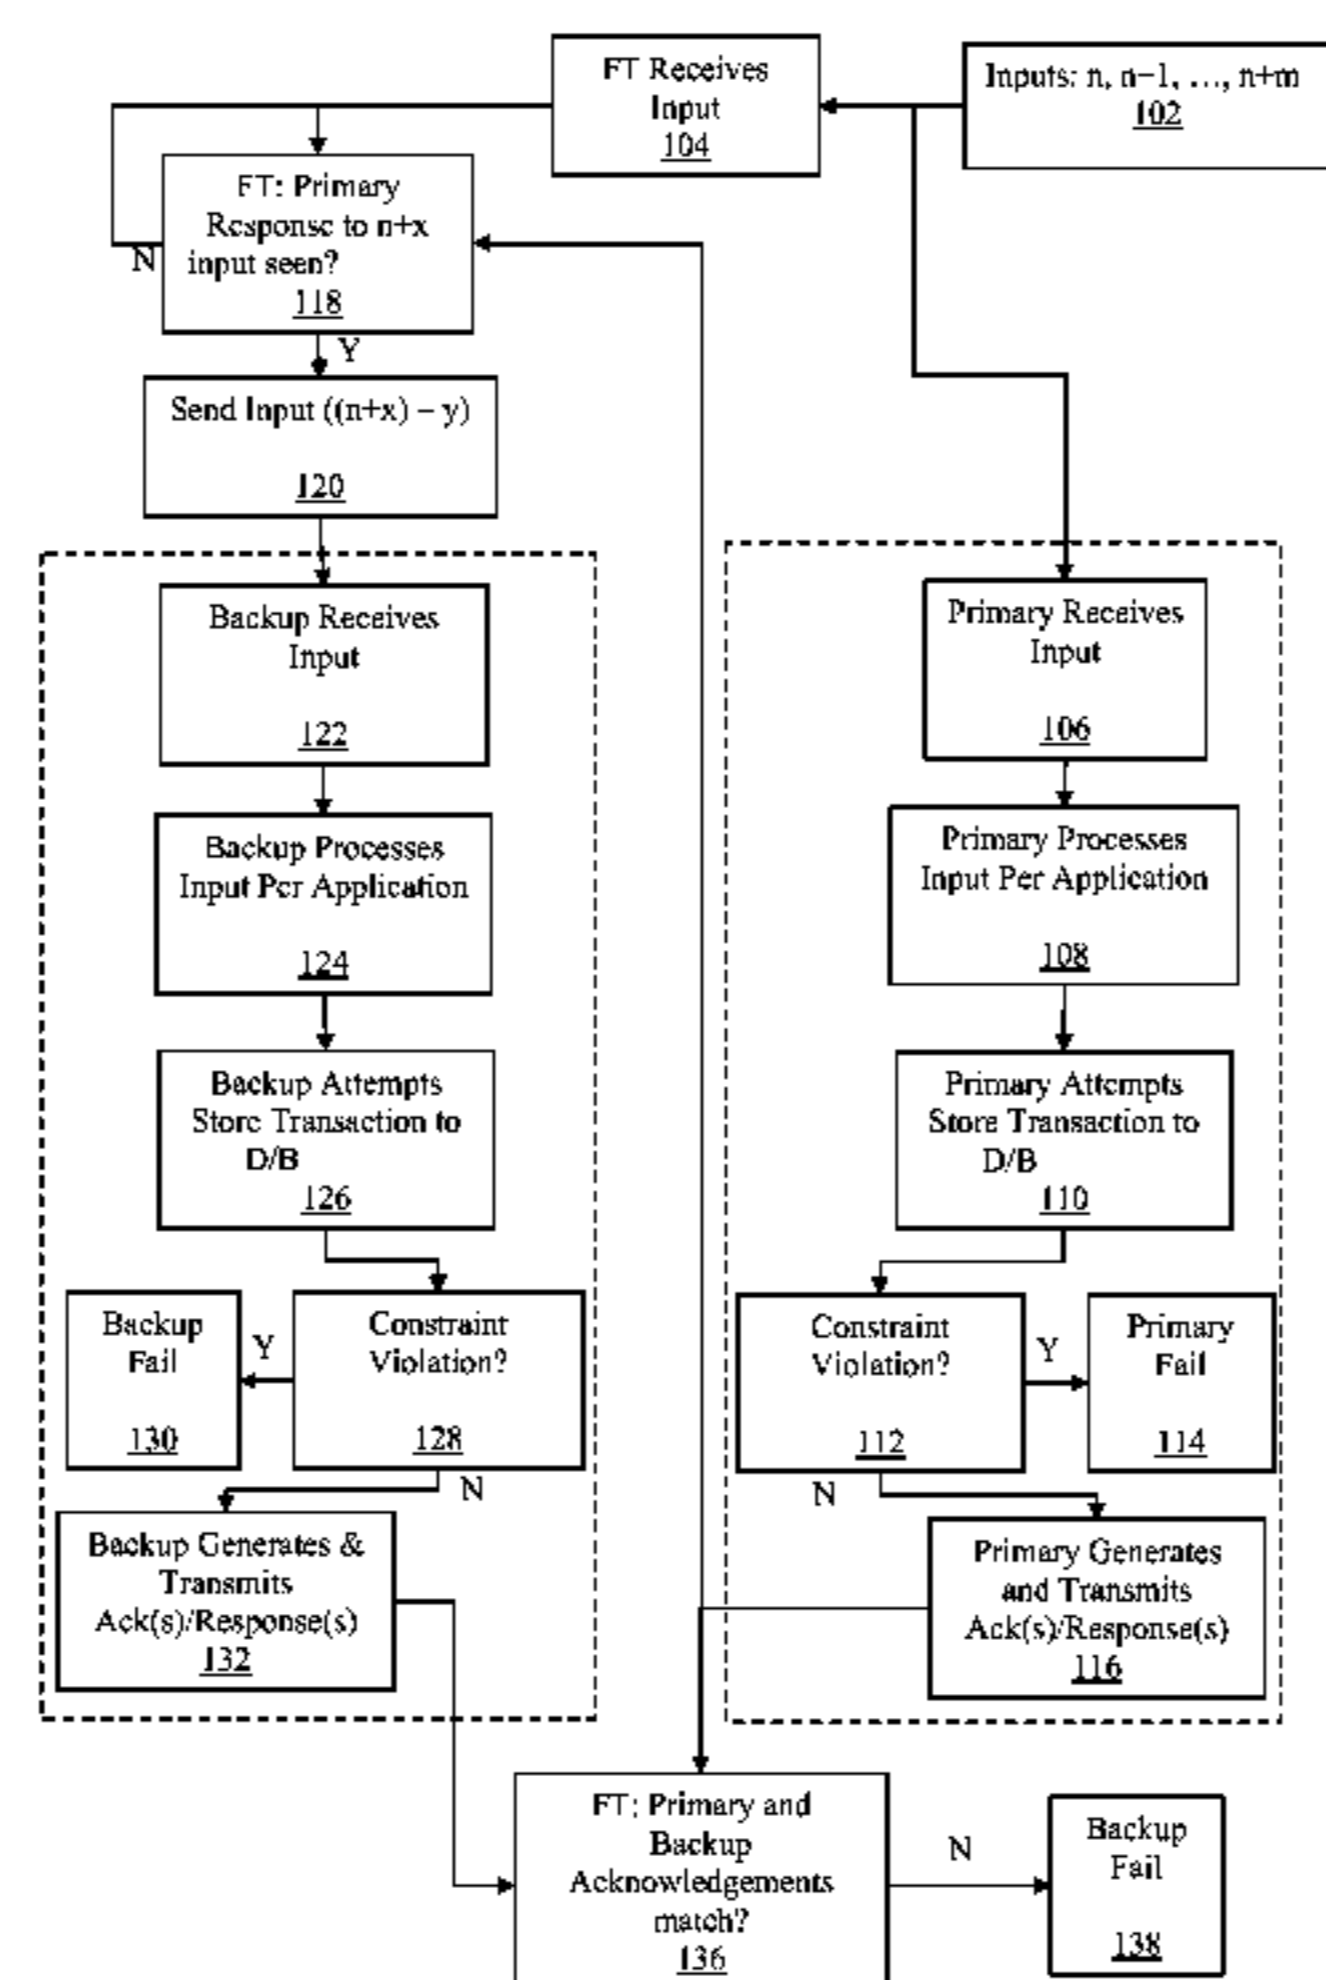 FT Receives
Input
104
Inputs: n, n−1, …, n+m
102
FT: Primary
Response to n+x
input seen?
118
N
Y
Send Input ((n+x) – y)
120
Backup Receives
Input
122
Primary Receives
Input
106
Backup Processes
Input Per Application
124
Primary Processes
Input Per Application
108
Backup Attempts
Store Transaction to
D/B
126
Primary Attempts
Store Transaction to
D/B
110
Backup
Fail
130
Y
Constraint
Violation?
128
N
Constraint
Violation?
112
Y
Primary
Fail
114
N
Backup Generates &
Transmits
Ack(s)/Response(s)
132
Primary Generates
and Transmits
Ack(s)/Response(s)
116
FT: Primary and
Backup
Acknowledgements
match?
136
N
Backup
Fail
138